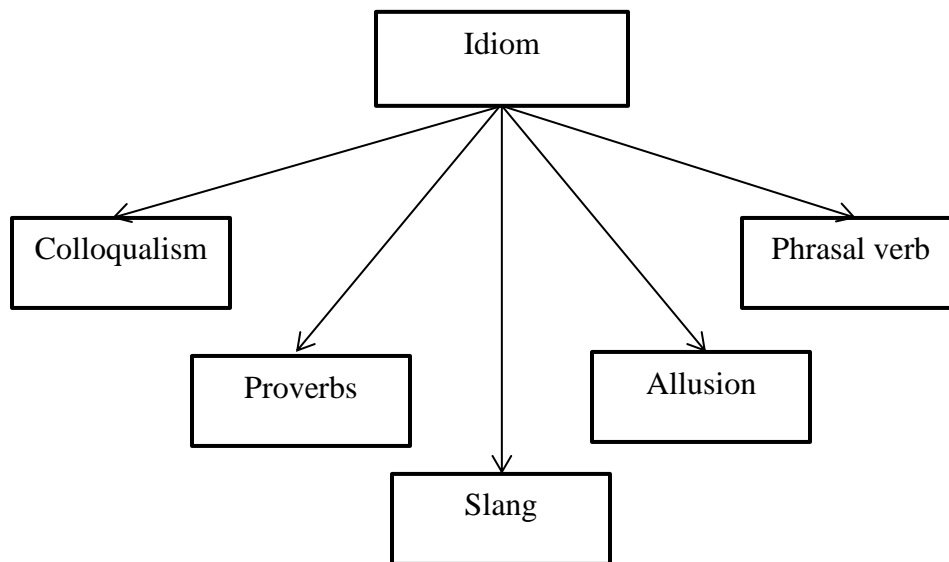 Idiom
Colloqualism
Phrasal verb
Proverbs
Allusion
Slang